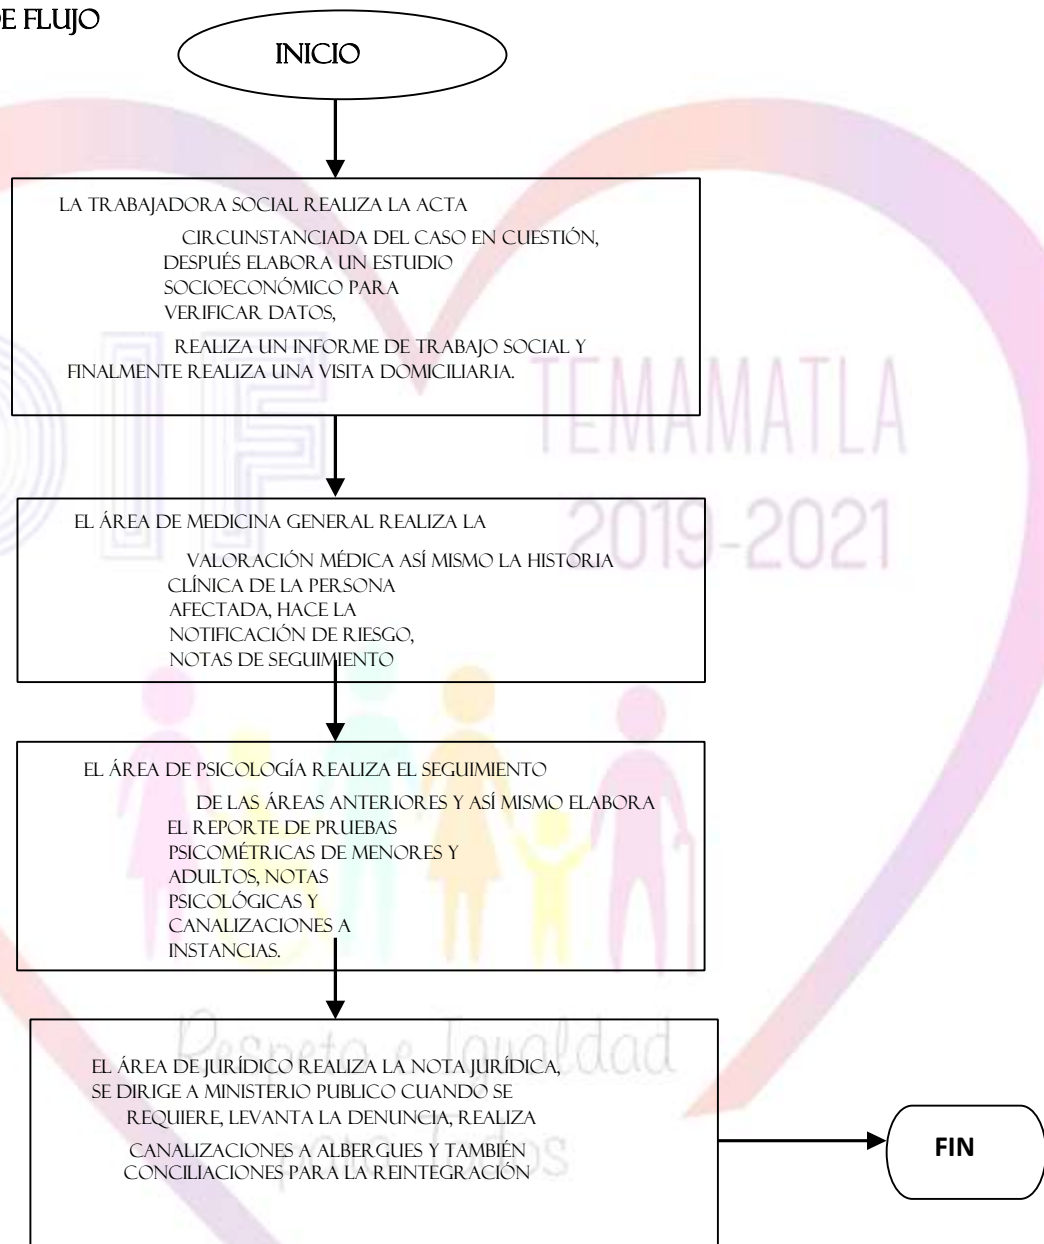 DE FLUJO
INICIO
LA TRABAJADORA SOCIAL REALIZA LA ACTA
CIRCUNSTANCIADA DEL CASO EN CUESTIÓN,
DESPUÉS ELABORA UN ESTUDIO
SOCIOECONÓMICO PARA
VERIFICAR DATOS,
REALIZA UN INFORME DE TRABAJO SOCIAL Y
FINALMENTE REALIZA UNA VISITA DOMICILIARIA.
DIF TEMAMATLA
2019-2021
EL ÁREA DE MEDICINA GENERAL REALIZA LA
VALORACIÓN MÉDICA ASÍ MISMO LA HISTORIA
CLÍNICA DE LA PERSONA
AFECTADA, HACE LA
NOTIFICACIÓN DE RIESGO,
NOTAS DE SEGUIMIENTO
EL ÁREA DE PSICOLOGÍA REALIZA EL SEGUIMIENTO
DE LAS ÁREAS ANTERIORES Y ASÍ MISMO ELABORA
EL REPORTE DE PRUEBAS
PSICOMÉTRICAS DE MENORES Y
ADULTOS, NOTAS
PSICOLÓGICAS Y
CANALIZACIONES A
INSTANCIAS.
Respeto e Igualdad
para Todos
EL ÁREA DE JURÍDICO REALIZA LA NOTA JURÍDICA,
SE DIRIGE A MINISTERIO PUBLICO CUANDO SE
REQUIERE, LEVANTA LA DENUNCIA, REALIZA
CANALIZACIONES A ALBERGUES Y TAMBIÉN
CONCILIACIONES PARA LA REINTEGRACIÓN
FIN